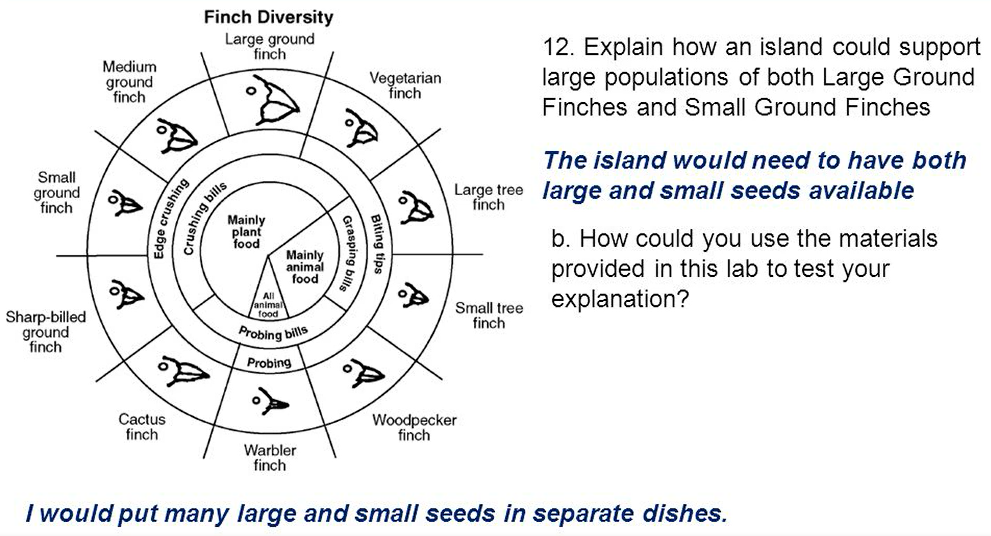 Finch Diversity
Large ground
finch
Medium
ground
finch
Vegetarian
finch
Small
ground
finch
Large tree
finch
Sharp-billed
ground
finch
Small tree
finch
Cactus
finch
Warbler
finch
Woodpecker
finch
Edge crushing
Crushing bills
Mainly
plant
food
Mainly
animal
food
All
animal
food
Grasping bills
Biting tips
Probing bills
Probing
12. Explain how an island could support
large populations of both Large Ground
Finches and Small Ground Finches
The island would need to have both
large and small seeds available
b. How could you use the materials
provided in this lab to test your
explanation?
I would put many large and small seeds in separate dishes.